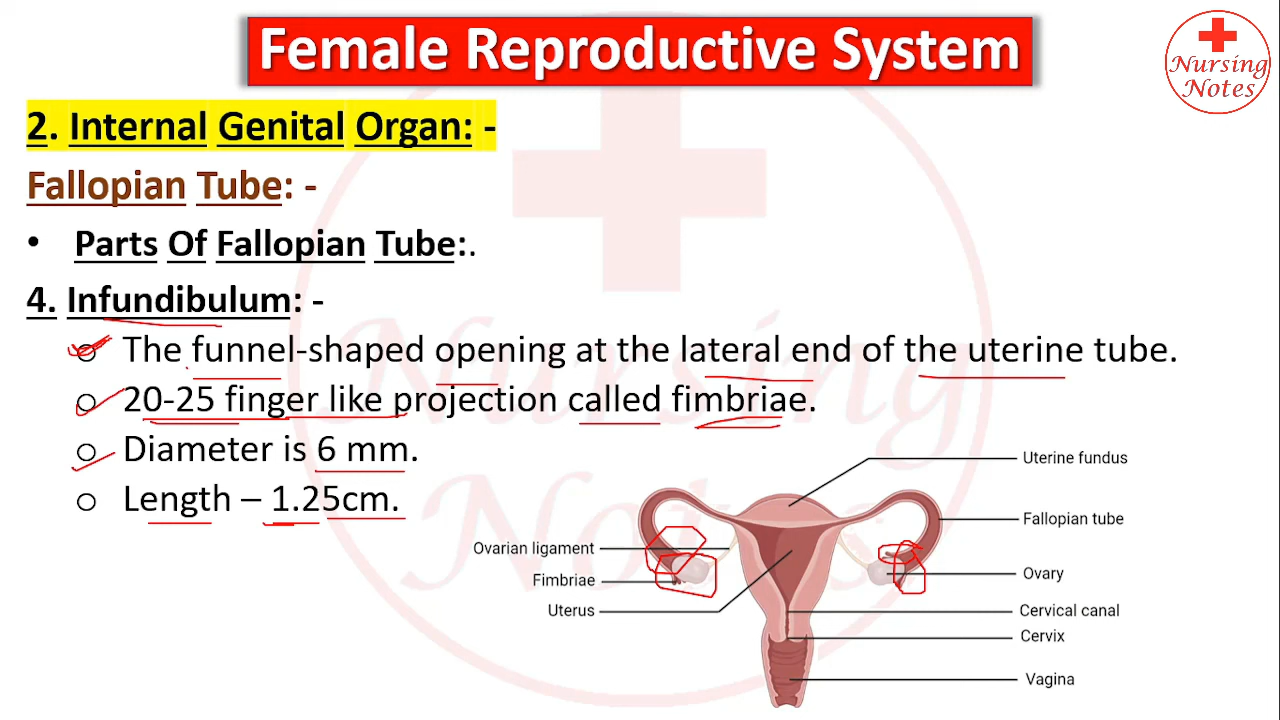 Female Reproductive System
Nursing
Notes
2. Internal Genital Organ: -
Fallopian Tube: -
• Parts Of Fallopian Tube:.
4. Infundibulum: -
o The funnel-shaped opening at the lateral end of the uterine tube.
o 20-25 finger like projection called fimbriae.
o Diameter is 6 mm.
o Length – 1.25cm.
Uterine fundus
Fallopian tube
Ovarian ligament
Ovary
Fimbriae
Uterus
Cervical canal
Cervix
Vagina
Nursing
Notes